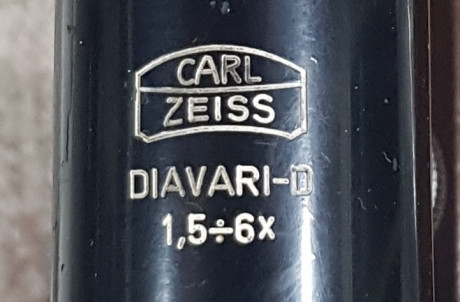 CARL
ZEISS
DIAVARI-D
1,5÷6x